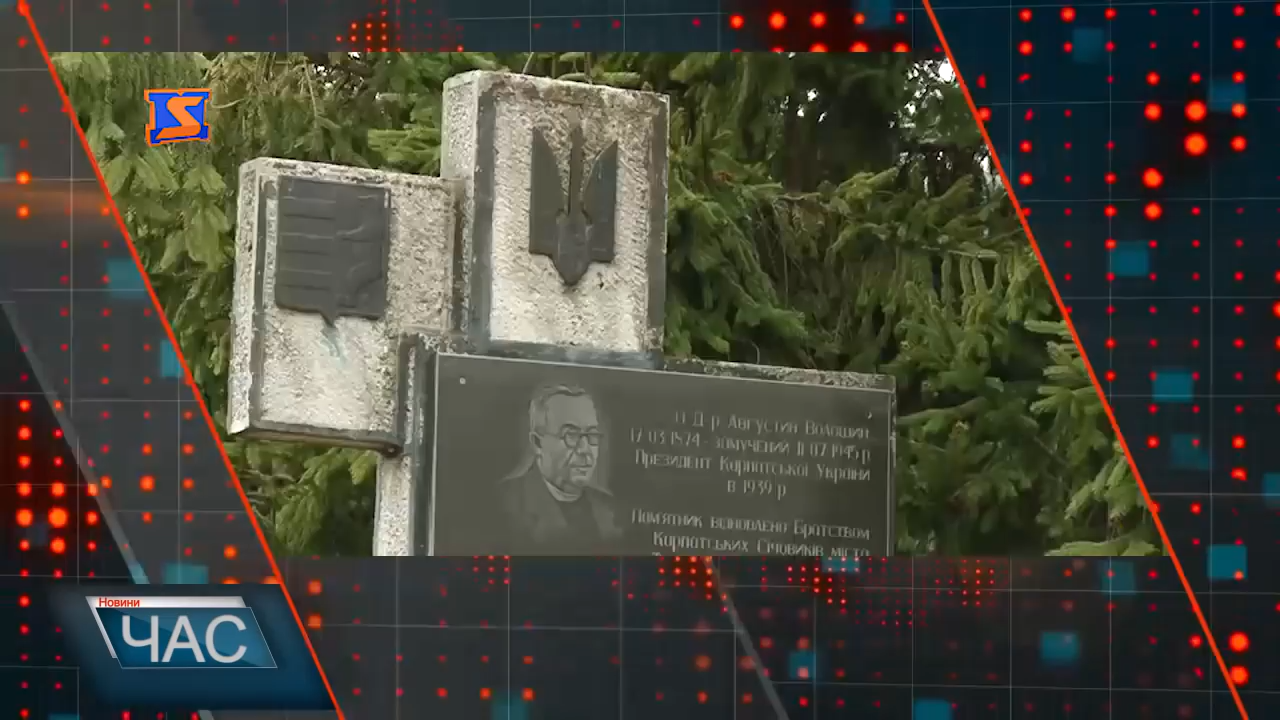 о. Д-р Августин Волошин
17.03.1874 - замучений 11.07.1945 р
Президент Карпатської України
в 1939 р
Пам'ятник відновлено Братством
Карпатських Січовиків місто
Новини
ЧАС